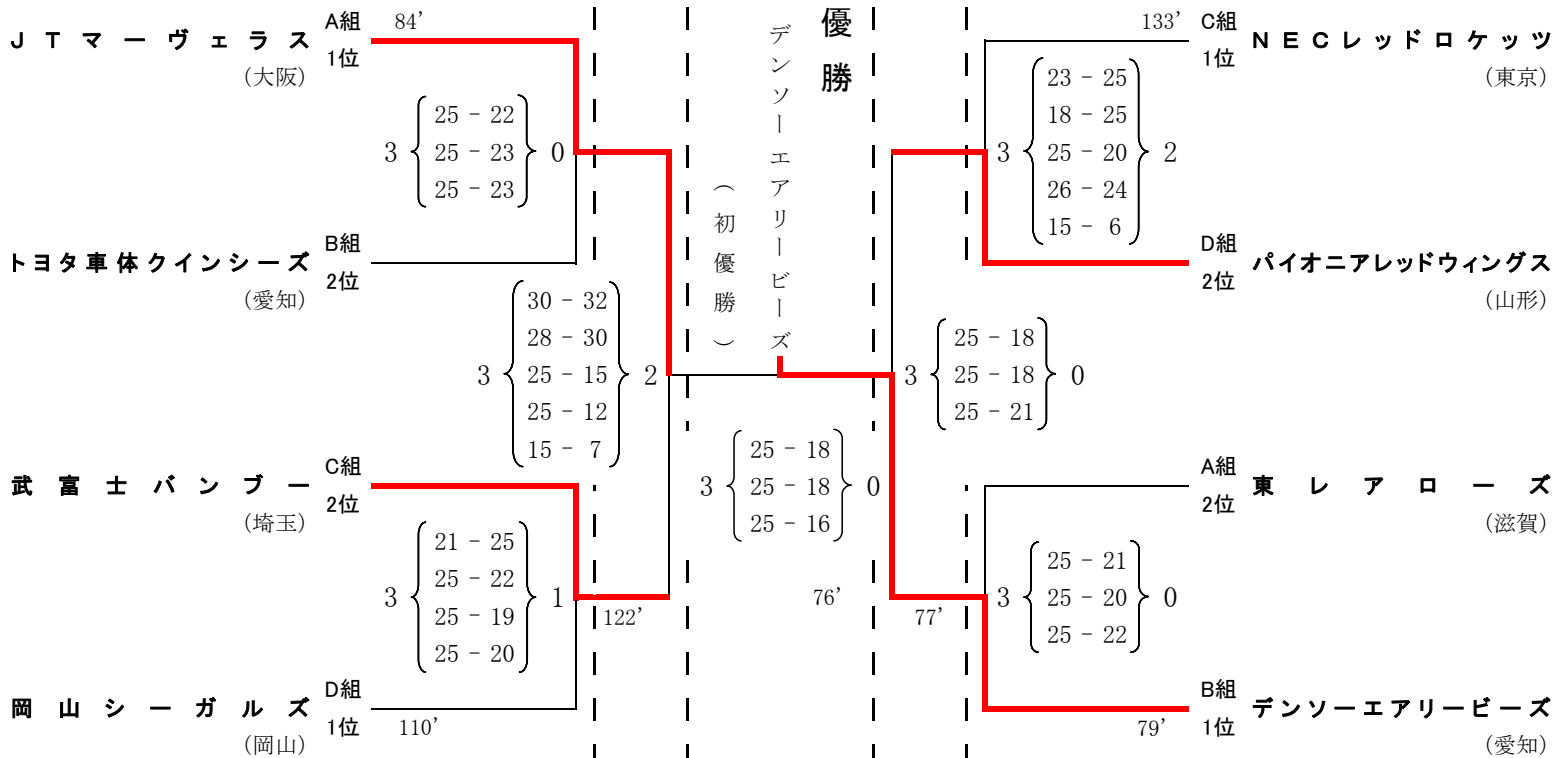 JTマーヴェラス
(大阪)
A組
1位
84’
3 { 25 - 22 } 0
25 - 23
25 - 23
トヨタ車体クインシーズ
(愛知)
B組
2位
3 { 30 - 32 } 2
28 - 30
25 - 15
25 - 12
15 - 7
武富士バンブー
(埼玉)
C組
2位
3 { 21 - 25 } 1
25 - 22
25 - 19
25 - 20
122’
岡山シーガルズ
(岡山)
D組
1位
110’
優勝
デンソーエアリービーズ
(初優勝)
3 { 25 - 18 } 0
25 - 18
25 - 16
76’
133’
C組
1位
NECレッドロケッツ
(東京)
3 { 23 - 25 } 2
18 - 25
25 - 20
26 - 24
15 - 6
D組
2位
パイオニアレッドウィングス
(山形)
3 { 25 - 18 } 0
25 - 18
25 - 21
77’
A組
2位
東レアローズ
(滋賀)
3 { 25 - 21 } 0
25 - 20
25 - 22
79’
B組
1位
デンソーエアリービーズ
(愛知)